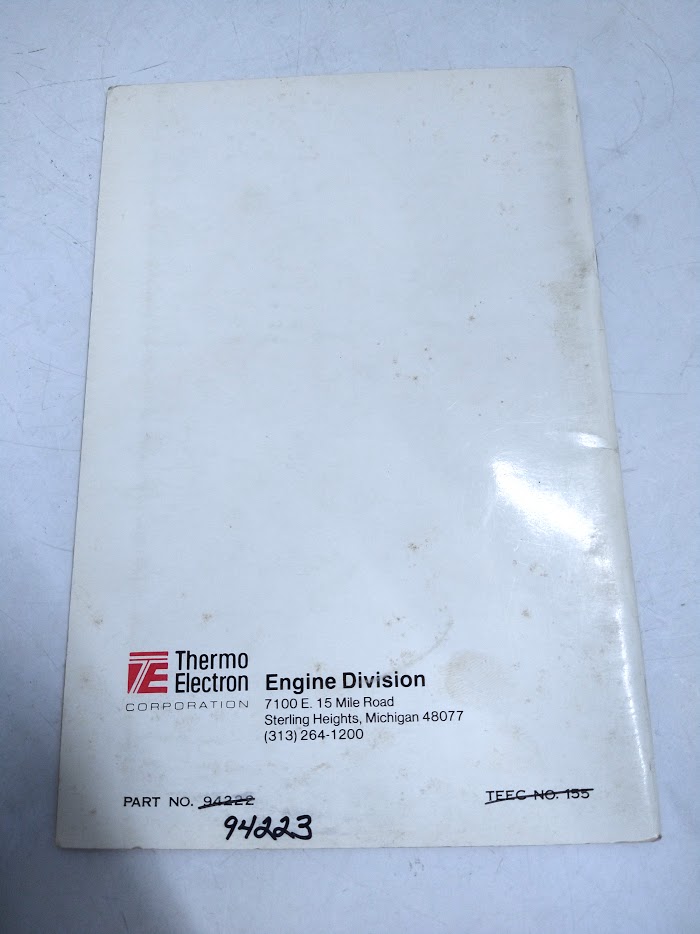 TE Thermo
Electron
CORPORATION
Engine Division
7100 E. 15 Mile Road
Sterling Heights, Michigan 48077
(313) 264-1200
PART NO. 94222
94223
TEEC NO. 155